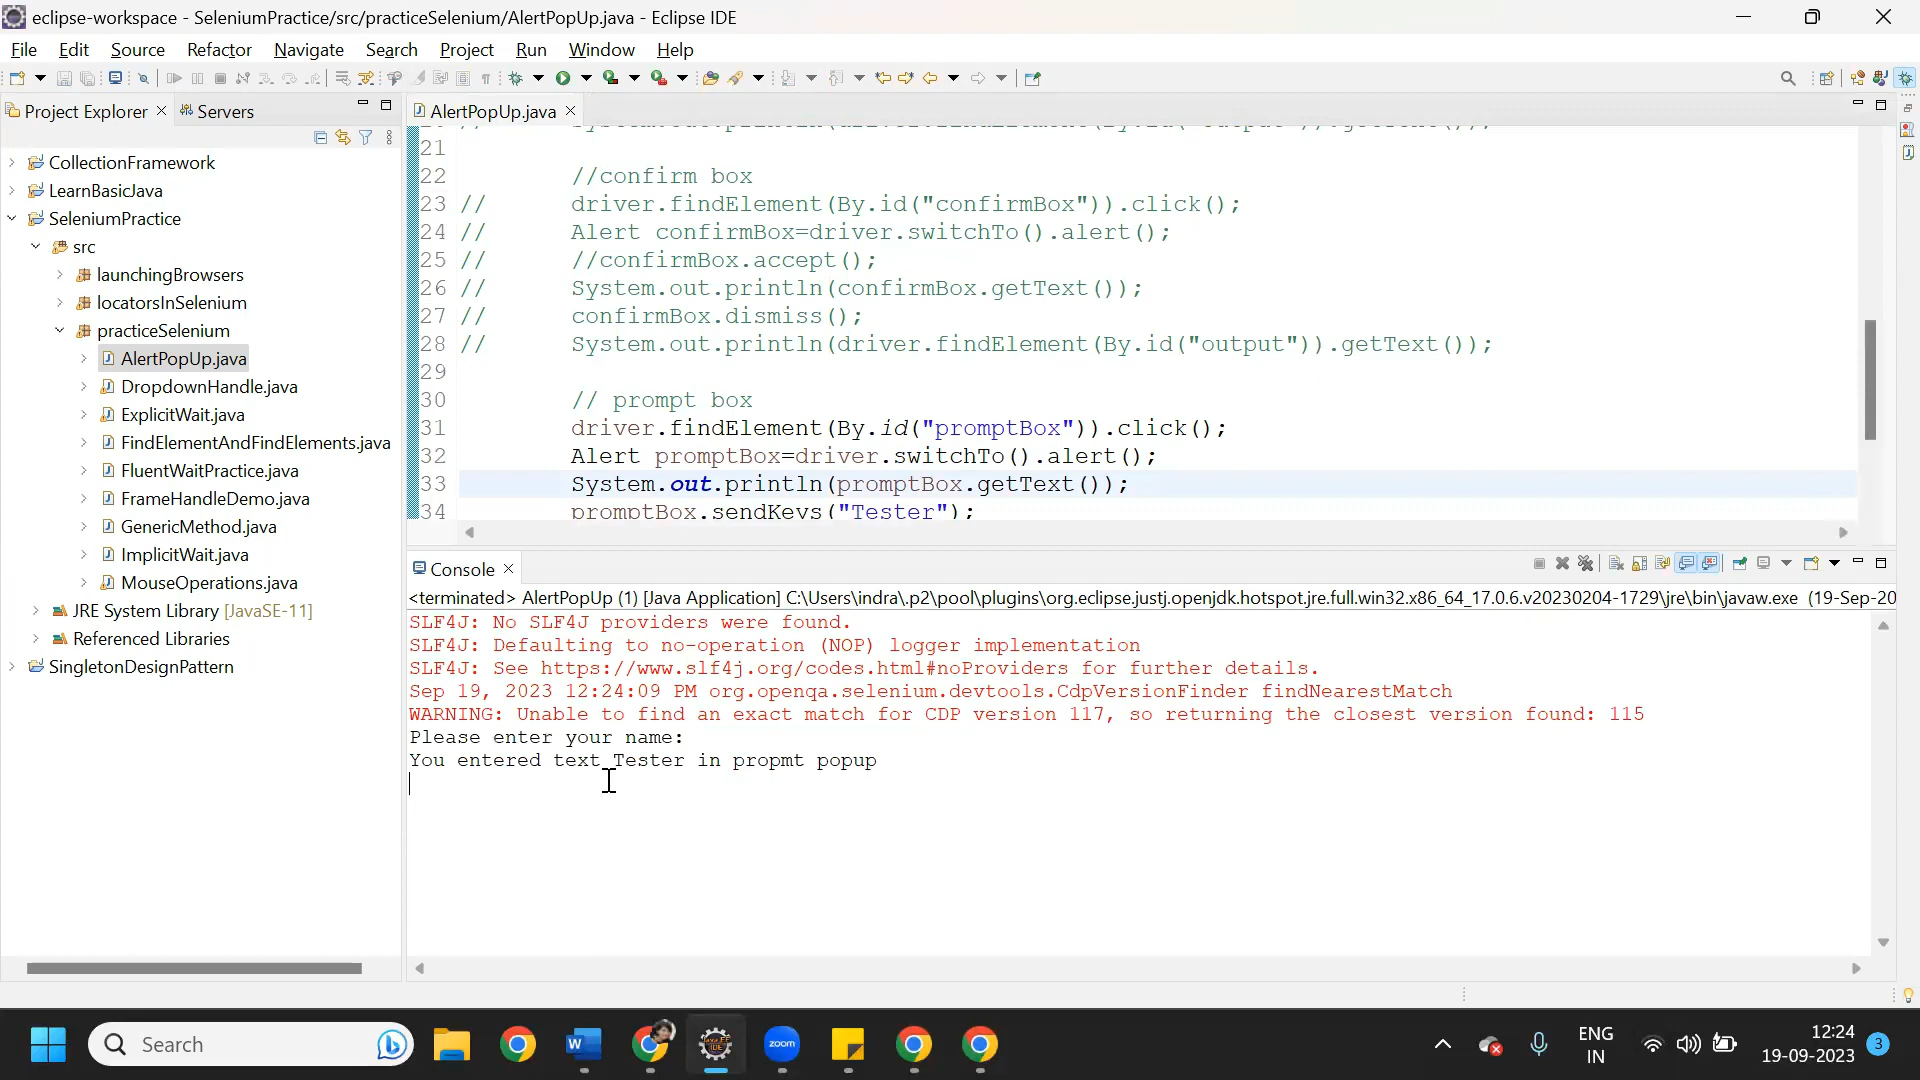 eclipse-workspace - SeleniumPractice/src/practiceSelenium/AlertPopUp.java - Eclipse IDE
File Edit Source Refactor Navigate Search Project Run Window Help
Project Explorer
Servers
CollectionFramework
LearnBasicJava
SeleniumPractice
src
launchingBrowsers
locatorsInSelenium
practiceSelenium
AlertPopUp.java
DropdownHandle.java
ExplicitWait.java
FindElementAndFindElements.java
FluentWaitPractice.java
FrameHandleDemo.java
GenericMethod.java
ImplicitWait.java
MouseOperations.java
JRE System Library [JavaSE-11]
Referenced Libraries
SingletonDesignPattern
AlertPopUp.java
21
22 //confirm box
23 // driver.findElement(By.id("confirmBox")).click();
24 // Alert confirmBox=driver.switchTo().alert();
25 // //confirmBox.accept();
26 // System.out.println(confirmBox.getText());
27 // confirmBox.dismiss();
28 // System.out.println(driver.findElement(By.id("output")).getText());
29
30 // prompt box
31 driver.findElement(By.id("promptBox")).click();
32 Alert promptBox=driver.switchTo().alert();
33 System.out.println(promptBox.getText());
34 promptBox.sendKeys("Tester");
Console
<terminated> AlertPopUp (1) [Java Application] C:\Users\indra\.p2\pool\plugins\org.eclipse.justj.openjdk.hotspot.jre.full.win32.x86_64_17.0.6.v20230204-1729\jre\bin\javaw.exe (19-Sep-20
SLF4J: No SLF4J providers were found.
SLF4J: Defaulting to no-operation (NOP) logger implementation
SLF4J: See https://www.slf4j.org/codes.html#noProviders for further details.
Sep 19, 2023 12:24:09 PM org.openqa.selenium.devtools.CdpVersionFinder findNearestMatch
WARNING: Unable to find an exact match for CDP version 117, so returning the closest version found: 115
Please enter your name:
You entered text Tester in propmt popup
Search
zoom
ENG
IN
12:24
19-09-2023
3